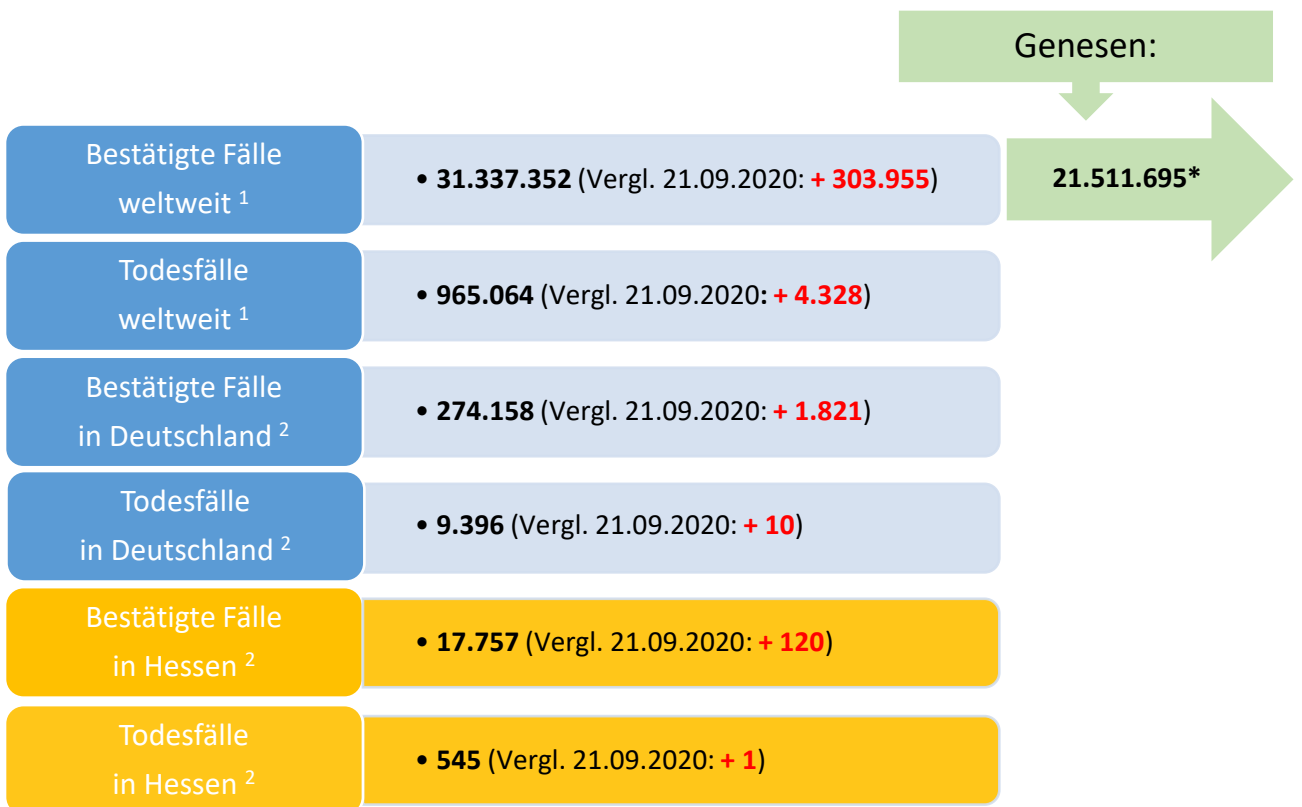 Genesen:
Bestätigte Fälle
weltweit ¹
• 31.337.352 (Vergl. 21.09.2020: + 303.955)
21.511.695*
Todesfälle
weltweit ¹
• 965.064 (Vergl. 21.09.2020: + 4.328)
Bestätigte Fälle
in Deutschland ²
• 274.158 (Vergl. 21.09.2020: + 1.821)
Todesfälle
in Deutschland ²
• 9.396 (Vergl. 21.09.2020: + 10)
Bestätigte Fälle
in Hessen ²
• 17.757 (Vergl. 21.09.2020: + 120)
Todesfälle
in Hessen ²
• 545 (Vergl. 21.09.2020: + 1)